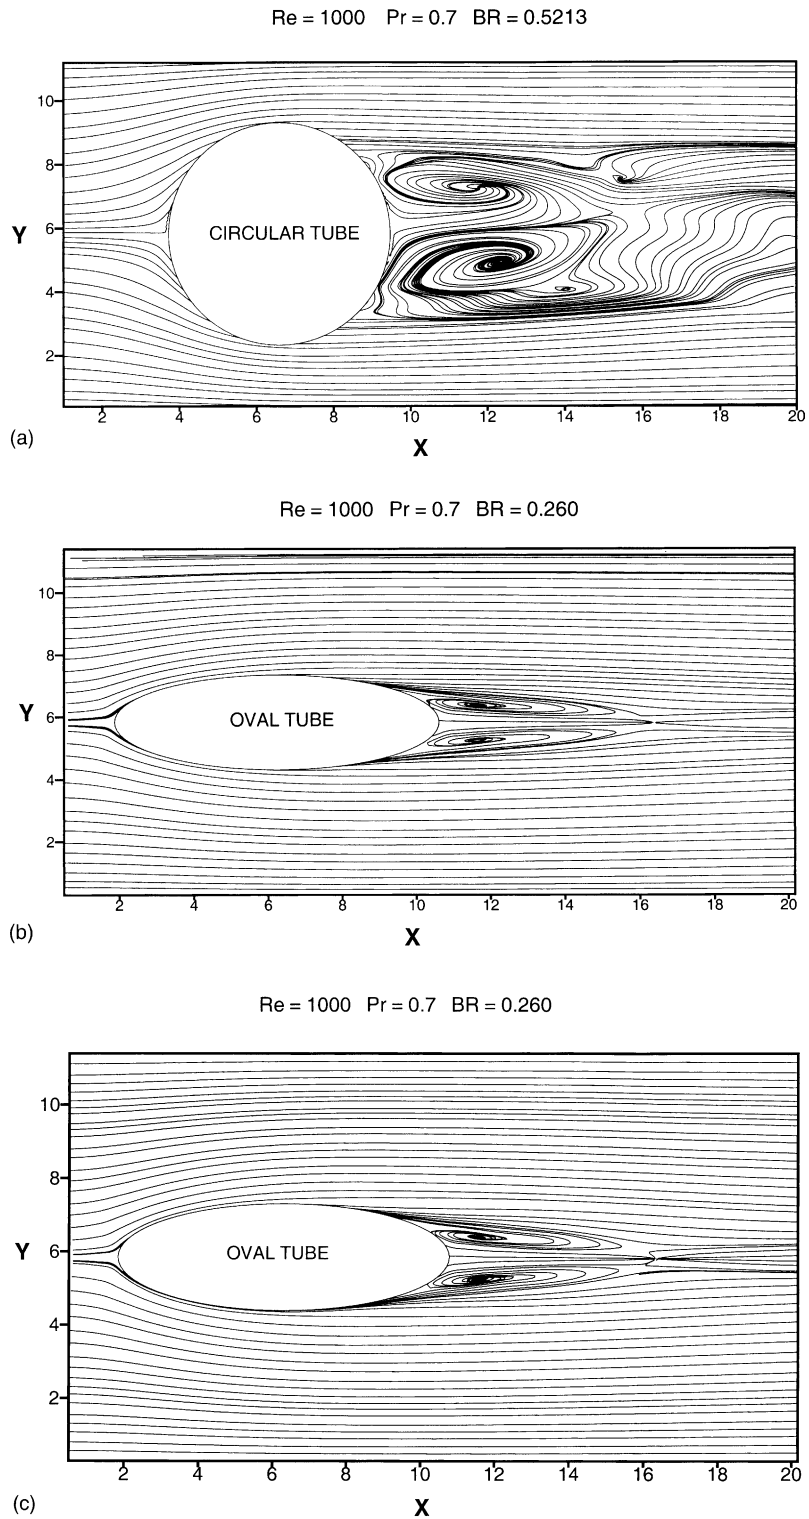 Re = 1000 Pr = 0.7 BR = 0.5213
10
8
6
4
2
Y
CIRCULAR TUBE
2 4 6 8 10 12 14 16 18 20
X
(a)
Re = 1000 Pr = 0.7 BR = 0.260
10
8
6
4
2
Y
OVAL TUBE
2 4 6 8 10 12 14 16 18 20
X
(b)
Re = 1000 Pr = 0.7 BR = 0.260
10
8
6
4
2
Y
OVAL TUBE
2 4 6 8 10 12 14 16 18 20
X
(c)